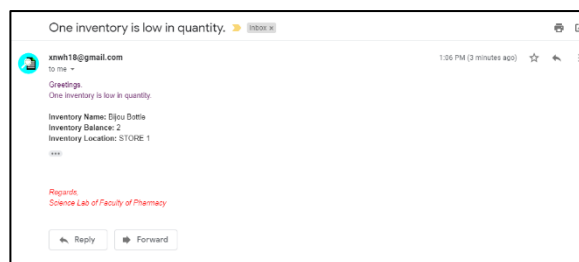 One inventory is low in quantity.
Inbox x
xnwh18@gmail.com
1:06 PM (3 minutes ago)
to me
Greetings.
One inventory is low in quantity.
Inventory Name: Bijou Bottle
Inventory Balance: 2
Inventory Location: STORE 1
Regards,
Science Lab of Faculty of Pharmacy
Reply
Forward